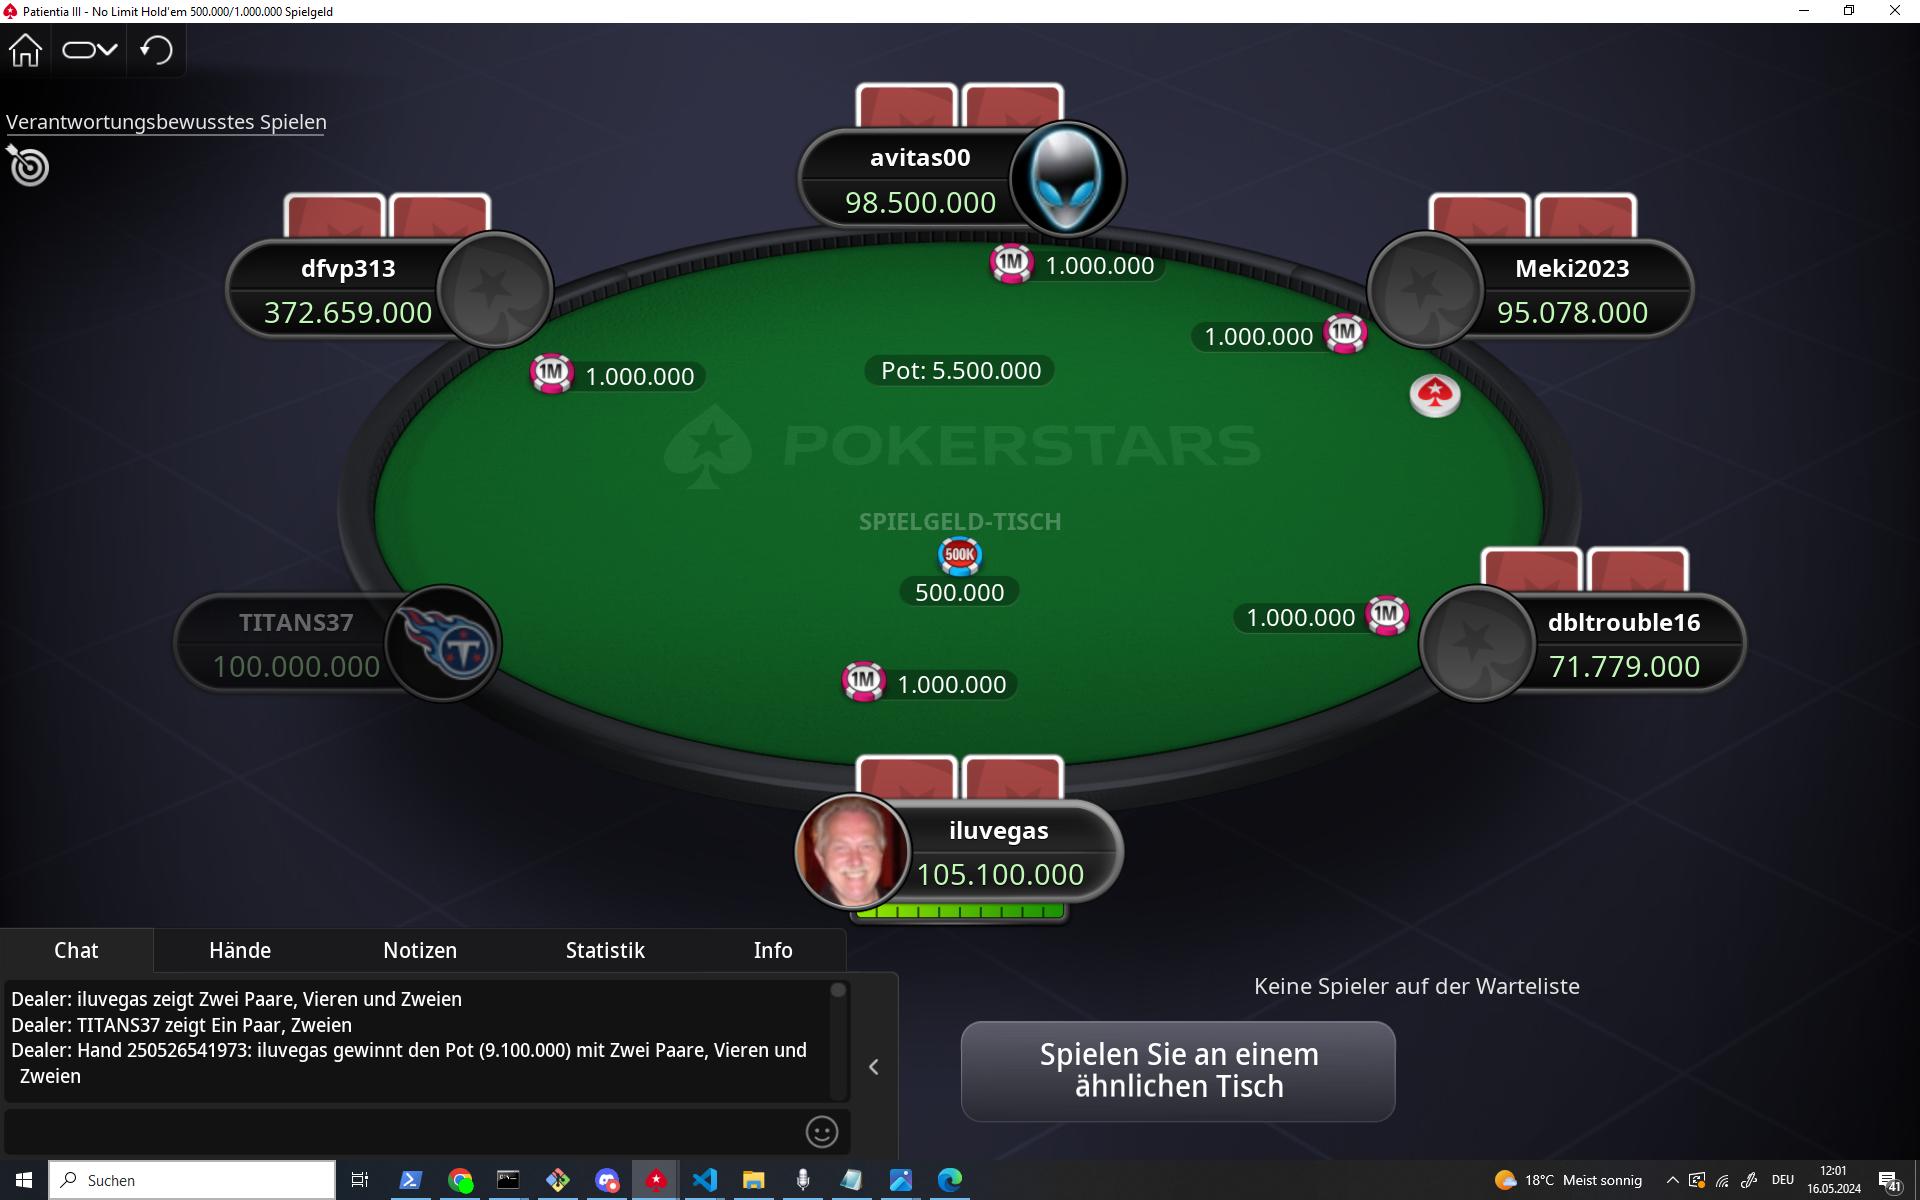 Patientia III - No Limit Hold'em 500.000/1.000.000 Spielgeld
Verantwortungsbewusstes Spielen
avitas00
98.500.000
dfvp313
372.659.000
Meki2023
95.078.000
1M 1.000.000
1.000.000 1M
1M 1.000.000
Pot: 5.500.000
POKERSTARS
SPIELGELD-TISCH
500K
500.000
TITANS37
100.000.000
T
1.000.000 1M
dbltrouble16
71.779.000
1M 1.000.000
iluvegas
105.100.000
Chat Hände Notizen Statistik Info
Dealer: iluvegas zeigt Zwei Paare, Vieren und Zweien
Dealer: TITANS37 zeigt Ein Paar, Zweien
Dealer: Hand 250526541973: iluvegas gewinnt den Pot (9.100.000) mit Zwei Paare, Vieren und
Zweien
Keine Spieler auf der Warteliste
Spielen Sie an einem
ähnlichen Tisch
Suchen
18°C Meist sonnig
DEU
12:01
16.05.2024
41